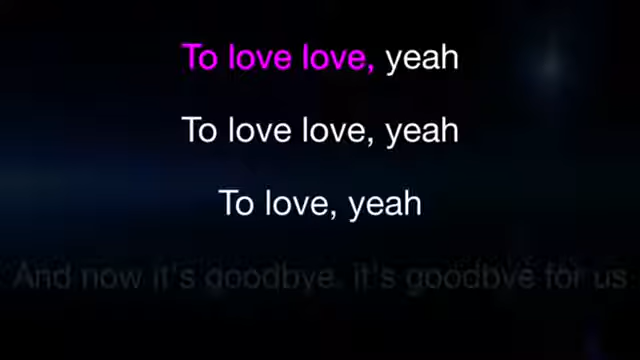 To love love, yeah
To love love, yeah
To love, yeah
And now it's goodbye, it's goodbye for us